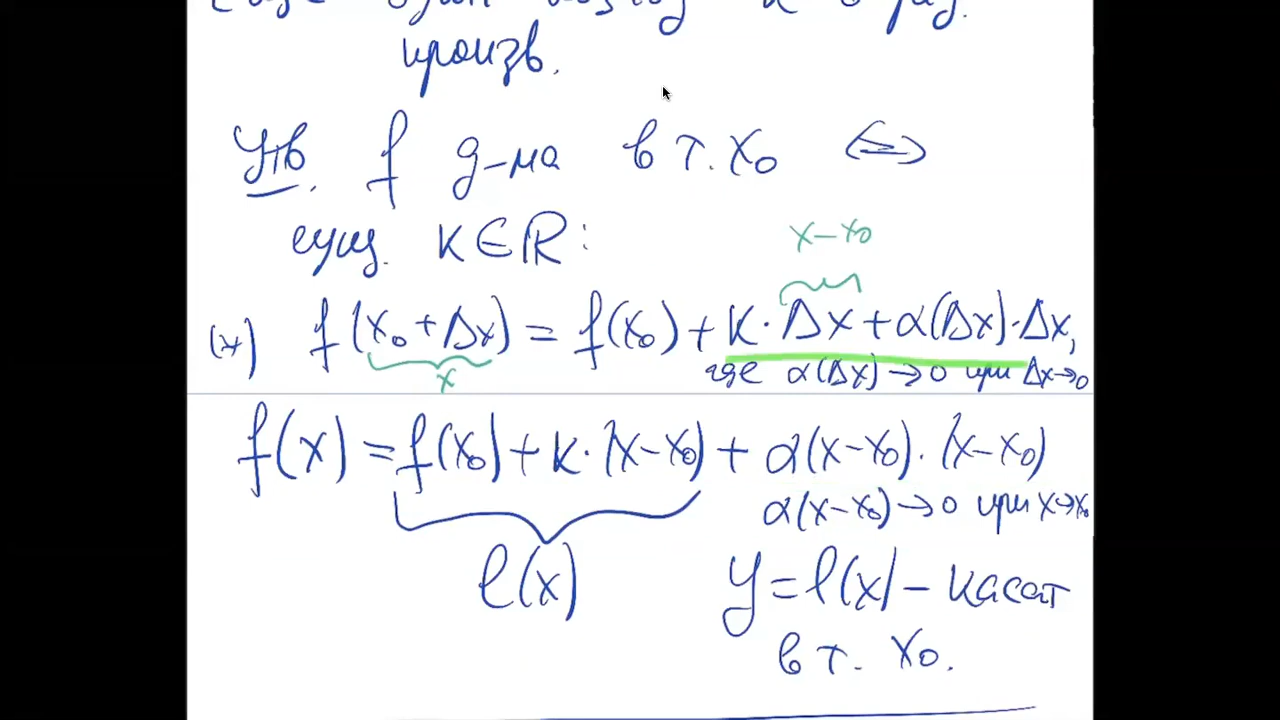 произв.
Утв. f д-ма в т. x₀ ⇔
сущ. K ∈ ℝ:
x−x₀
(*) f(x₀+Δx) = f(x₀) + K·Δx + α(Δx)·Δx,
x
где α(Δx)→0 при Δx→0
f(x) = f(x₀) + K·(x−x₀) + α(x−x₀)·(x−x₀)
α(x−x₀)→0 при x→x₀
ℓ(x)
y = ℓ(x) − касат
в т. x₀.